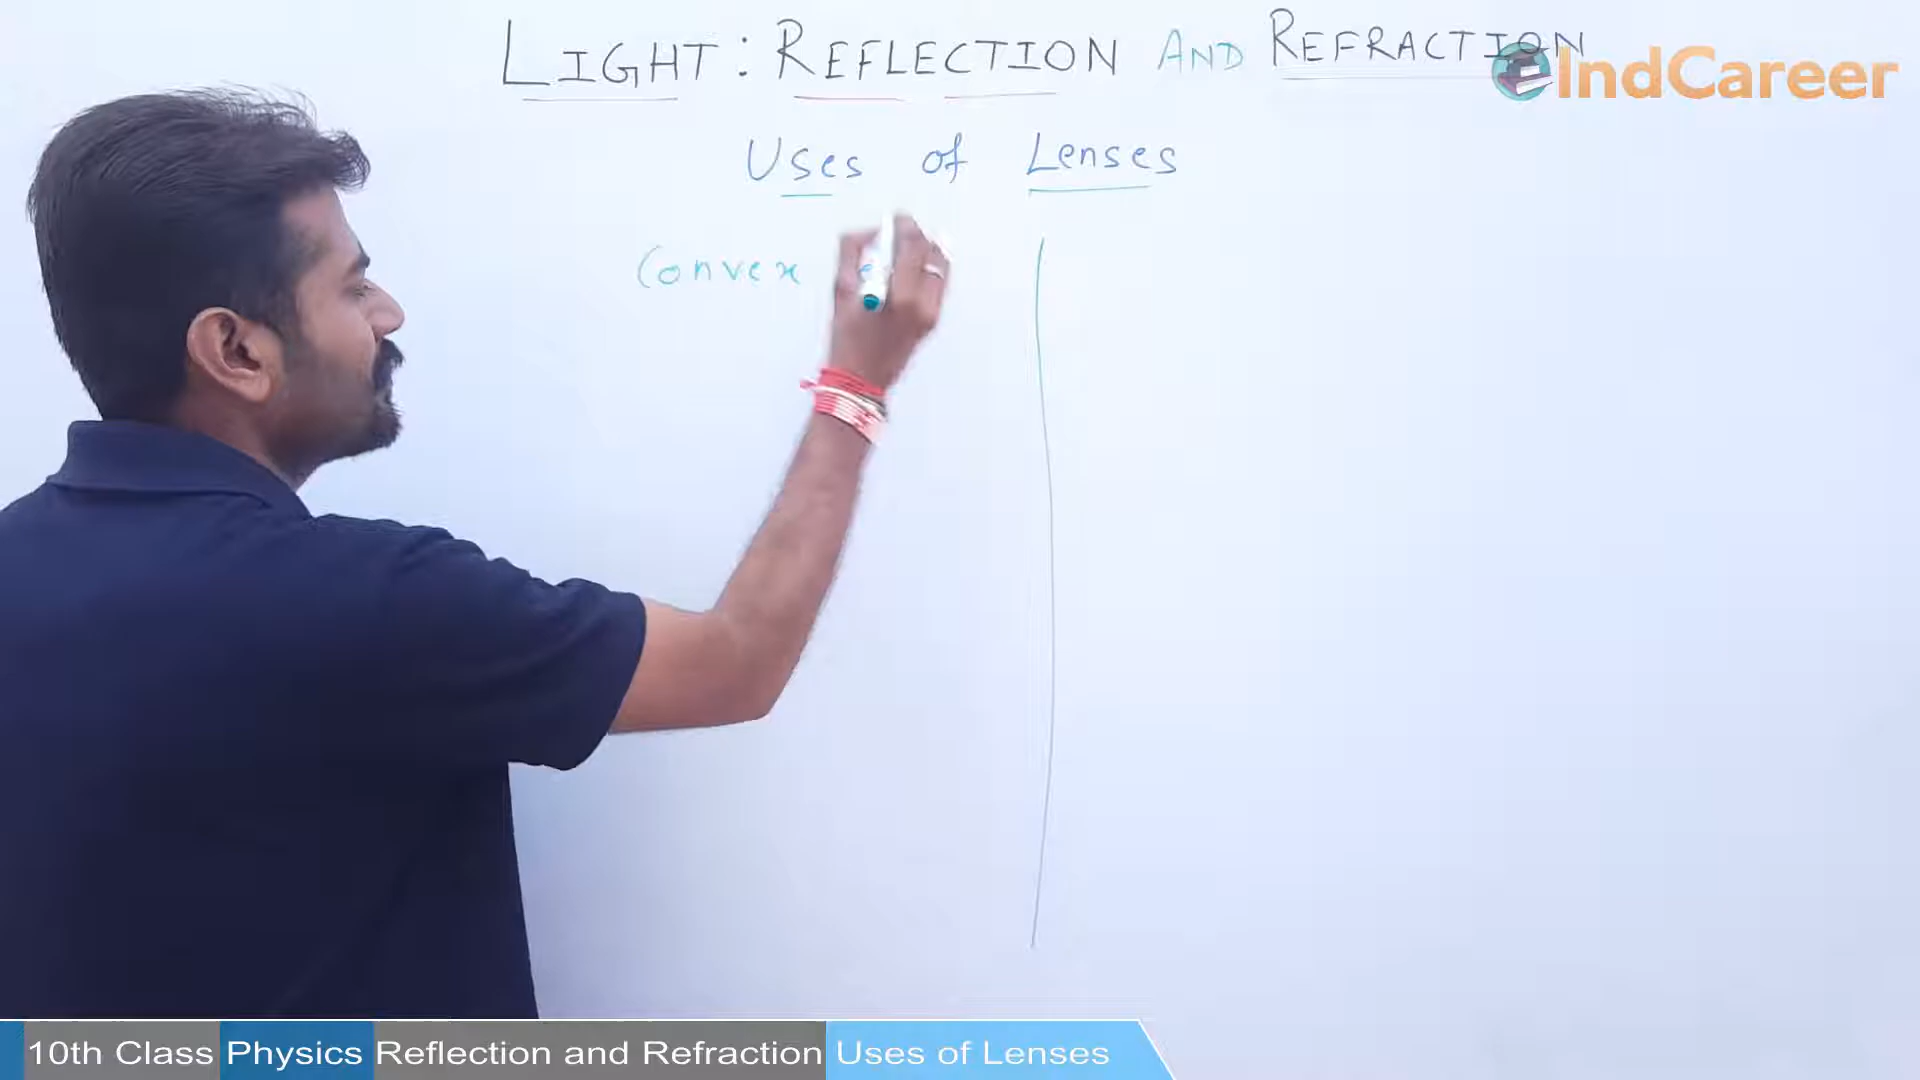 LIGHT: REFLECTION AND REFRACTION
IndCareer
Uses of Lenses
Convex
10th Class Physics Reflection and Refraction Uses of Lenses